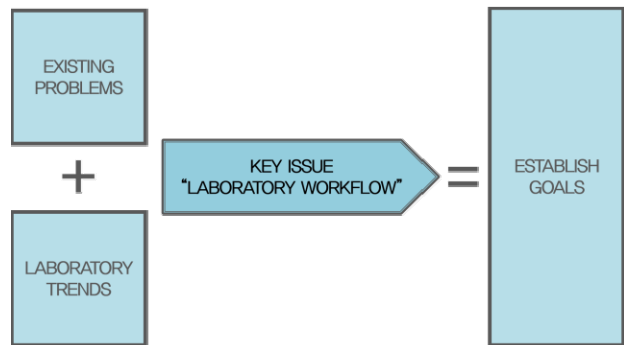 EXISTING
PROBLEMS
+
LABORATORY
TRENDS
KEY ISSUE
"LABORATORY WORKFLOW"
=
ESTABLISH
GOALS